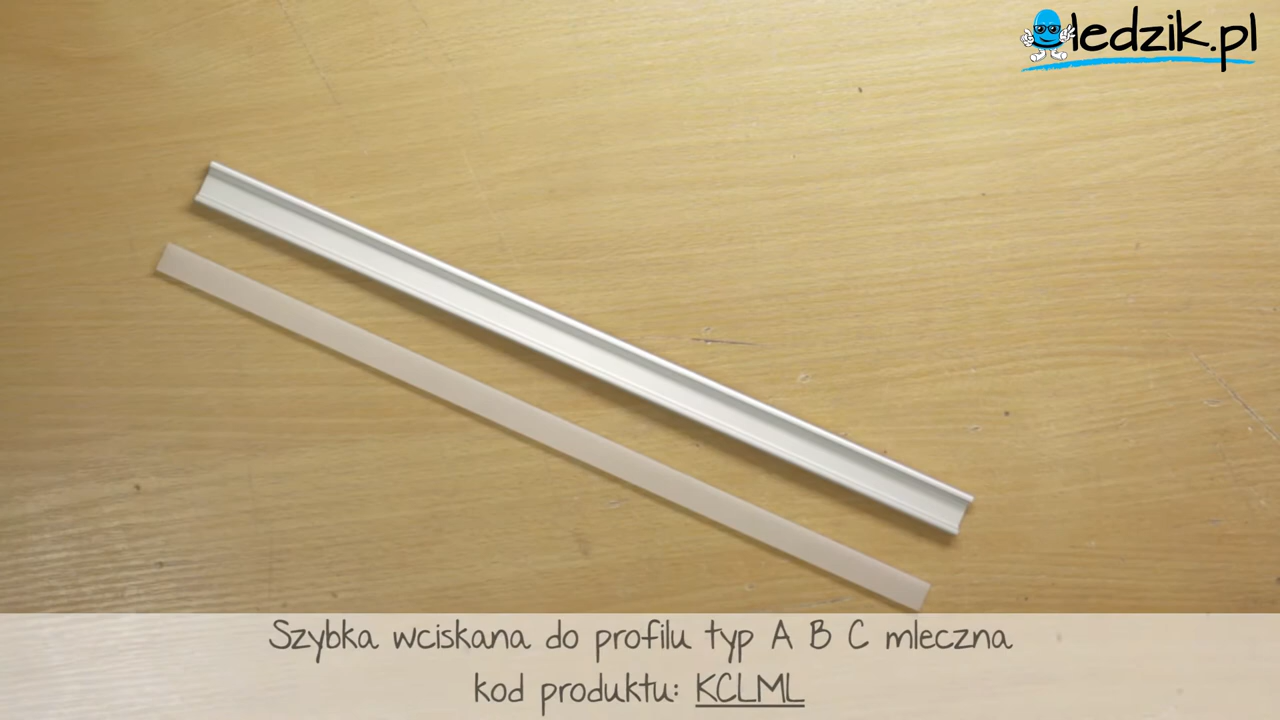 ledzik.pl
Szybka wciskana do profilu typ A B C mleczna
kod produktu: KCLML